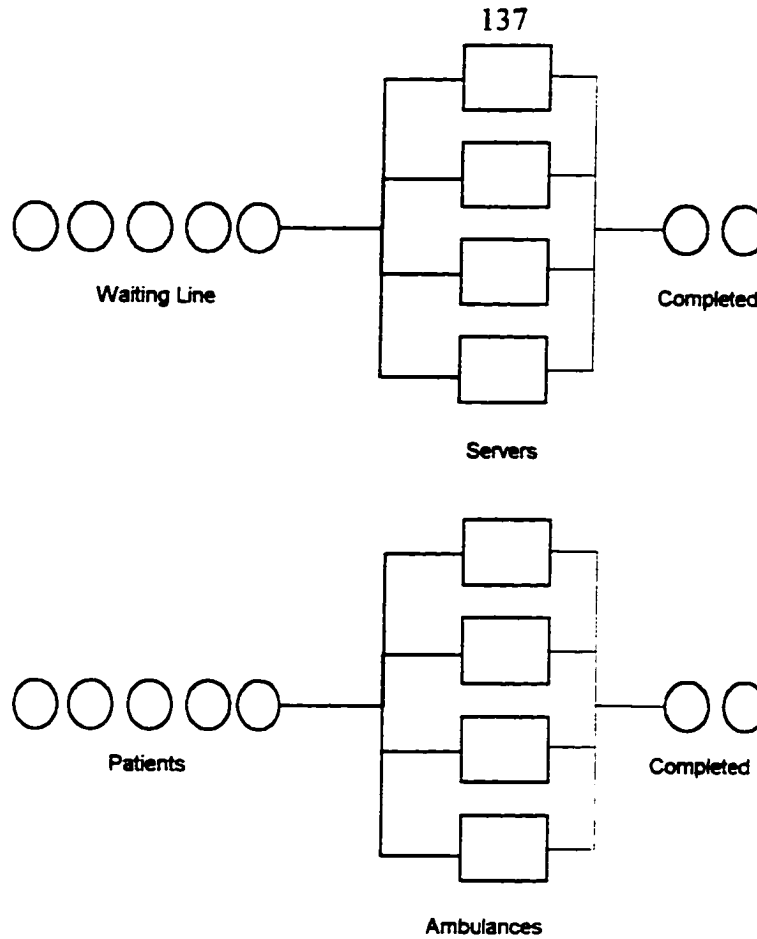 137
Waiting Line
Completed
Servers
Patients
Completed
Ambulances